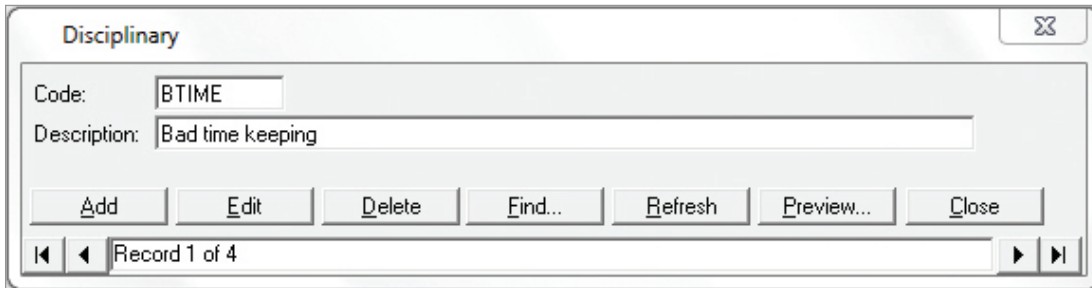 Disciplinary
Code: BTIME
Description: Bad time keeping
Add Edit Delete Find... Refresh Preview... Close
Record 1 of 4